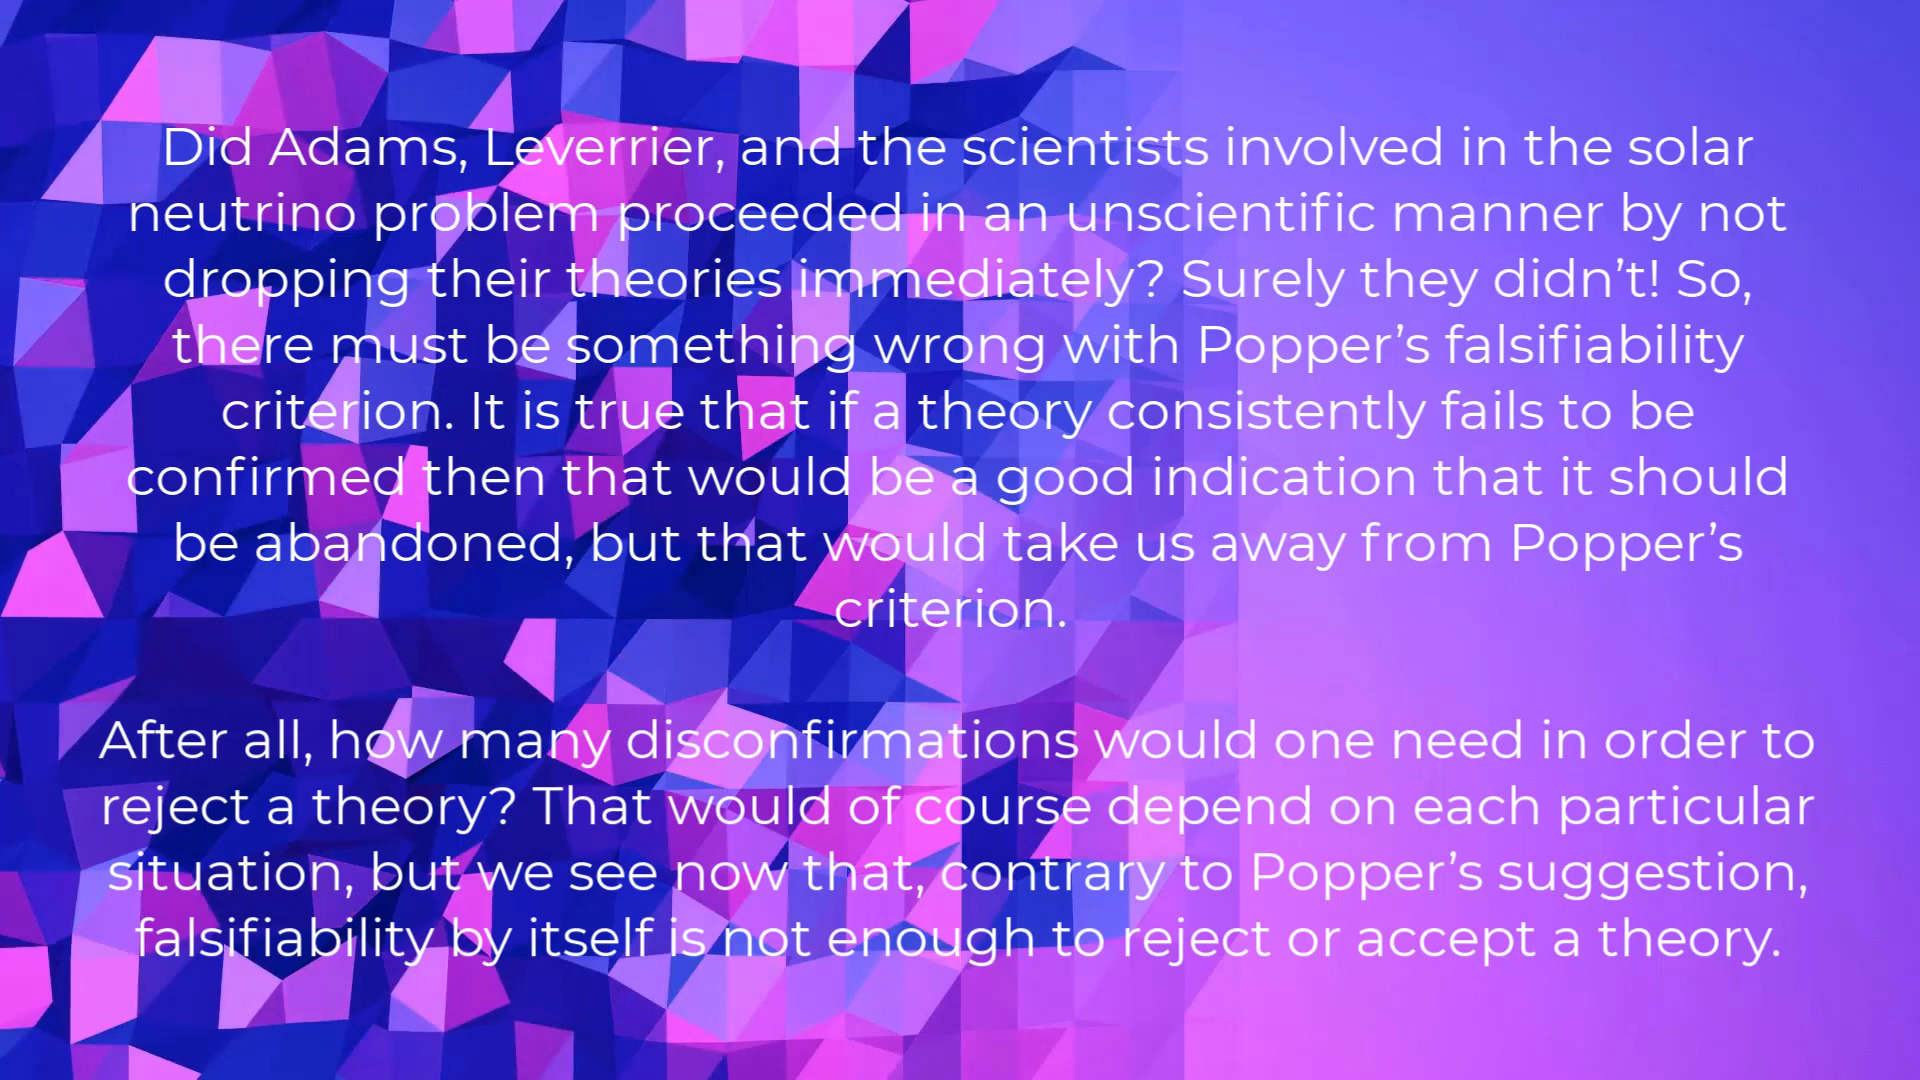 Did Adams, Leverrier, and the scientists involved in the solar
neutrino problem proceeded in an unscientific manner by not
dropping their theories immediately? Surely they didn’t! So,
there must be something wrong with Popper’s falsifiability
criterion. It is true that if a theory consistently fails to be
confirmed then that would be a good indication that it should
be abandoned, but that would take us away from Popper’s
criterion.
After all, how many disconfirmations would one need in order to
reject a theory? That would of course depend on each particular
situation, but we see now that, contrary to Popper’s suggestion,
falsifiability by itself is not enough to reject or accept a theory.